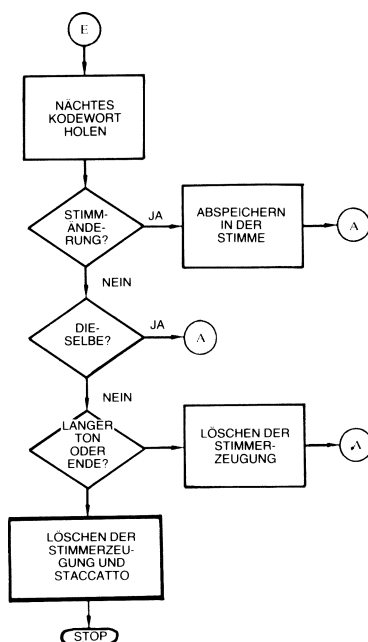 E
NÄCHTES
KODEWORT
HOLEN
STIMM-
ÄNDE-
RUNG?
JA
ABSPEICHERN
IN DER
STIMME
A
NEIN
DIE-
SELBE?
JA
A
NEIN
LANGER
TON
ODER
ENDE?
LÖSCHEN DER
STIMMER-
ZEUGUNG
A
LÖSCHEN DER
STIMMERZEU-
GUNG UND
STACCATTO
STOP